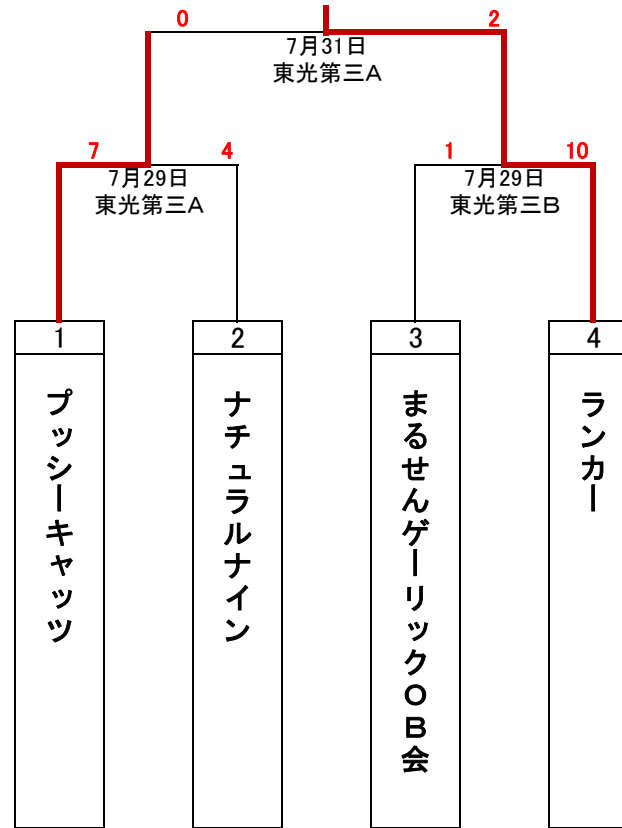 0
2
7月31日
東光第三A
7
4
1
10
7月29日
東光第三A
7月29日
東光第三B
1
2
3
4
プッシーキャッツ
ナチュラルナイン
まるせんゲーリックOB会
ランカー